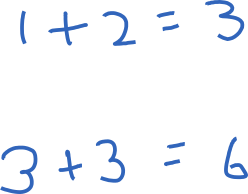 1 + 2 = 3
3 + 3 = 6